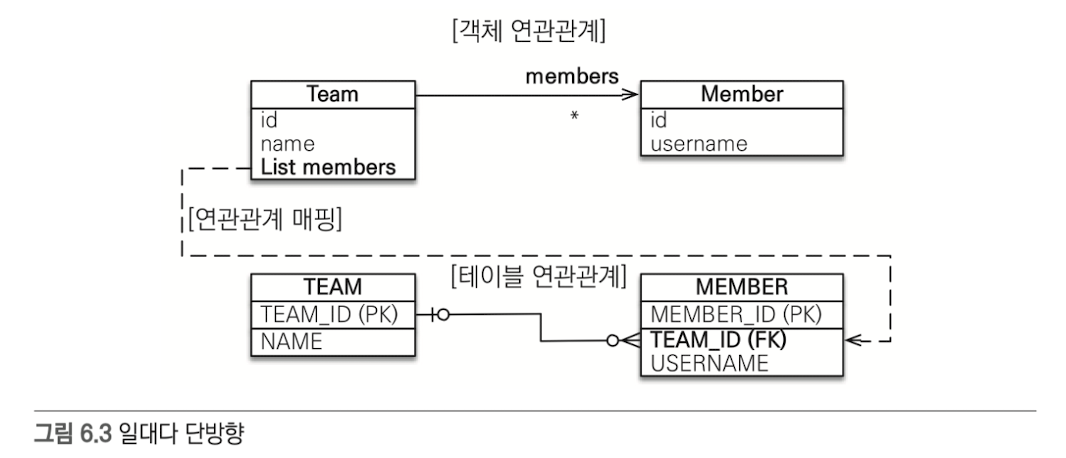 [객체 연관관계]
members
Team
Member
*
id
name
List members
id
username
[연관관계 매핑]
[테이블 연관관계]
TEAM
TEAM_ID (PK)
NAME
MEMBER
MEMBER_ID (PK)
TEAM_ID (FK)
USERNAME
그림 6.3 일대다 단방향